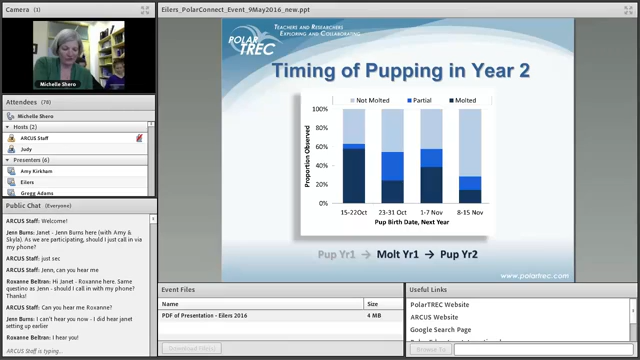 Camera (1)
Eilers_PolarConnect_Event_9May2016_new.ppt
Michelle Shero
Attendees (70)
Michelle Shero
Hosts (2)
ARCUS Staff
Judy
Presenters (6)
Amy Kirkham
Eilers
Gregg Adams
Public Chat (Everyone)
ARCUS Staff: Welcome!
Jenn Burns: Janet - Jenn Burns here (with Amy &
Skyla) As we are participating, should I just call in via
my phone?
ARCUS Staff: just sec
ARCUS Staff: Jenn, can you hear me
Roxanne Beltran: Hi Janet - Roxanne here. Same
questino as Jenn - should I call in with my phone?
Thanks!
ARCUS Staff: Can you hear me Roxanne?
Jenn Burns: I can't hear you now - I did hear janet
setting up earlier
Roxanne Beltran: I hear you!
ARCUS Staff is typing...
POLAR TREC
TEACHERS AND RESEARCHERS
EXPLORING AND COLLABORATING
Timing of Pupping in Year 2
Not Molted Partial Molted
Proportion Observed
100%
80%
60%
40%
20%
0%
15-22Oct 23-31 Oct 1-7 Nov 8-15 Nov
Pup Birth Date, Next Year
Pup Yr1 → Molt Yr1 → Pup Yr2
www.polartrec.com
Event Files
Name Size
PDF of Presentation - Eilers 2016 4 MB
Download File(s)
Useful Links
PolarTREC Website
ARCUS Website
Google Search Page
Browse To